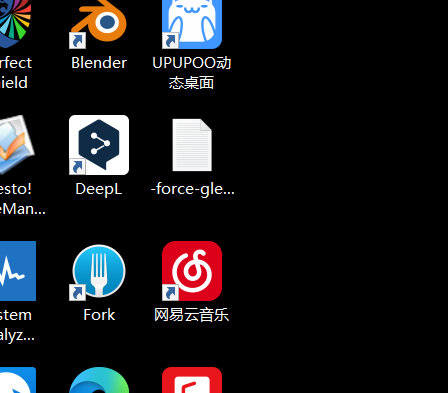 rfect
ield
Blender
UPUPOO动
态桌面
esto!
eMan...
DeepL
-force-gle...
stem
alyz...
Fork
网易云音乐